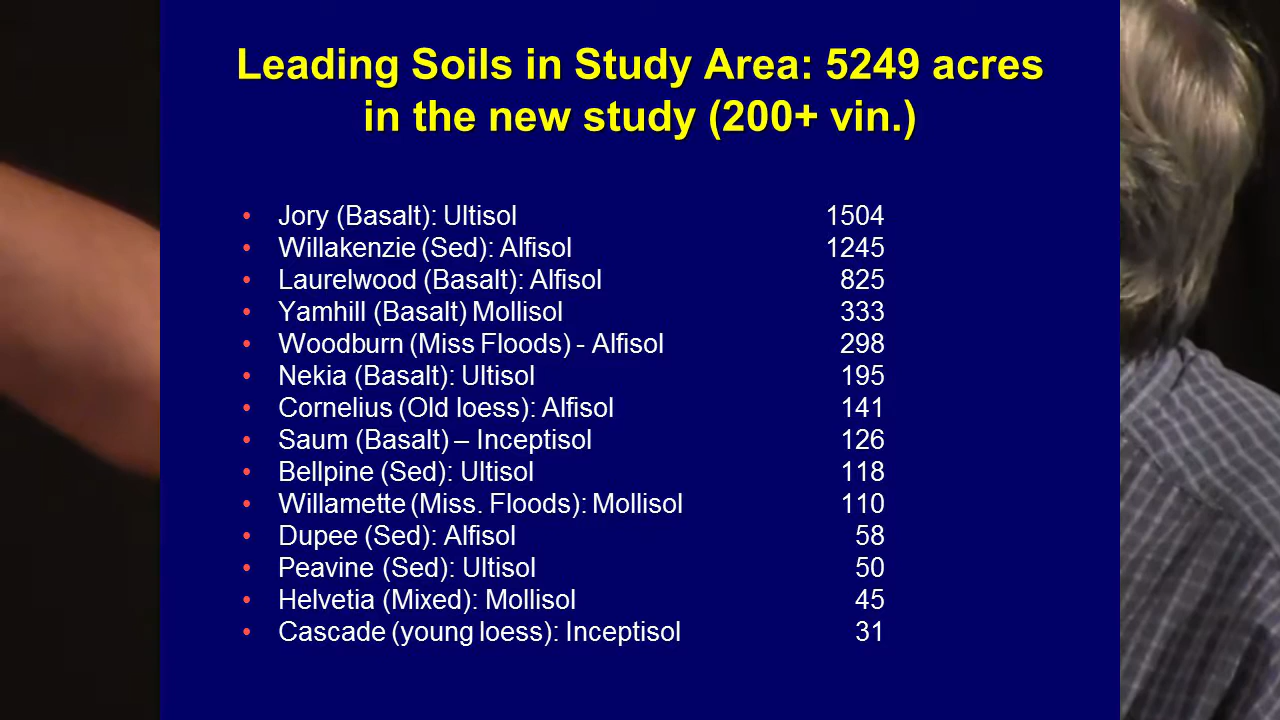 Leading Soils in Study Area: 5249 acres
in the new study (200+ vin.)
• Jory (Basalt): Ultisol 1504
• Willakenzie (Sed): Alfisol 1245
• Laurelwood (Basalt): Alfisol 825
• Yamhill (Basalt) Mollisol 333
• Woodburn (Miss Floods) - Alfisol 298
• Nekia (Basalt): Ultisol 195
• Cornelius (Old loess): Alfisol 141
• Saum (Basalt) – Inceptisol 126
• Bellpine (Sed): Ultisol 118
• Willamette (Miss. Floods): Mollisol 110
• Dupee (Sed): Alfisol 58
• Peavine (Sed): Ultisol 50
• Helvetia (Mixed): Mollisol 45
• Cascade (young loess): Inceptisol 31